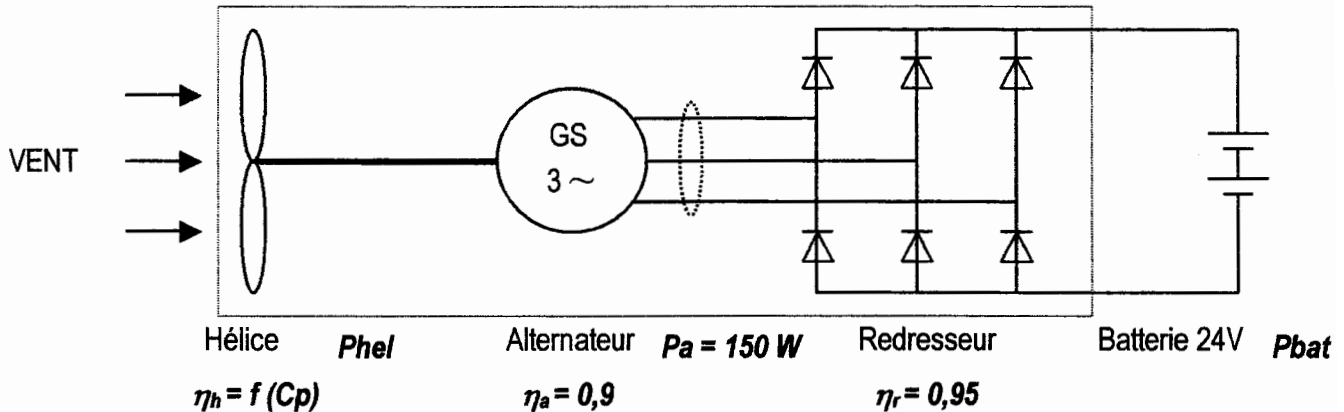 VENT
GS
3 ~
Hélice Phel Alternateur Pa = 150 W Redresseur Batterie 24V Pbat
ηh = f (Cp) ηa = 0,9 ηr = 0,95